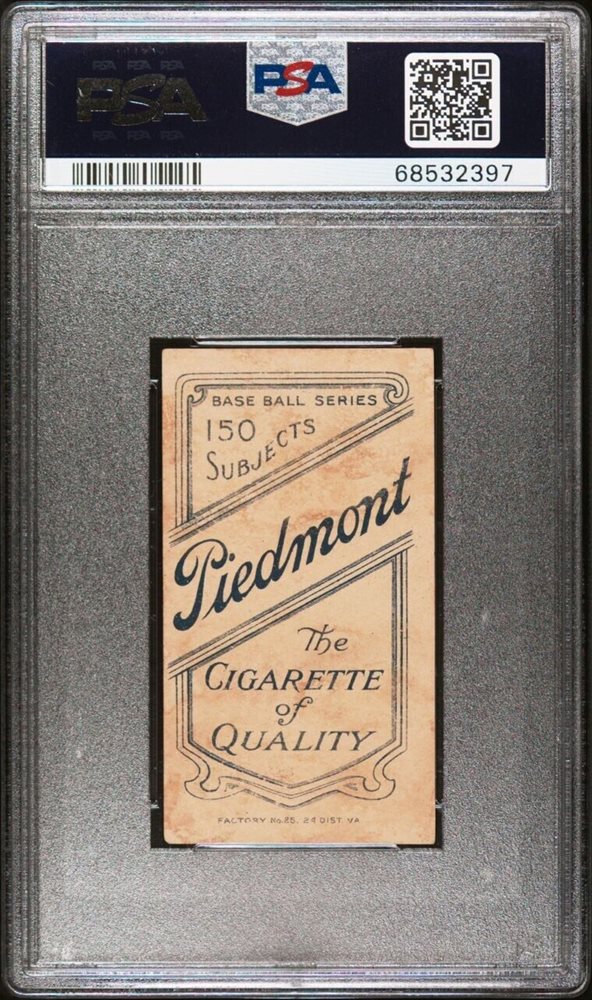 PSA
PSA
68532397
BASE BALL SERIES
150
SUBJECTS
Piedmont
The
CIGARETTE
of
QUALITY
FACTORY No. 25, 2d DIST. VA